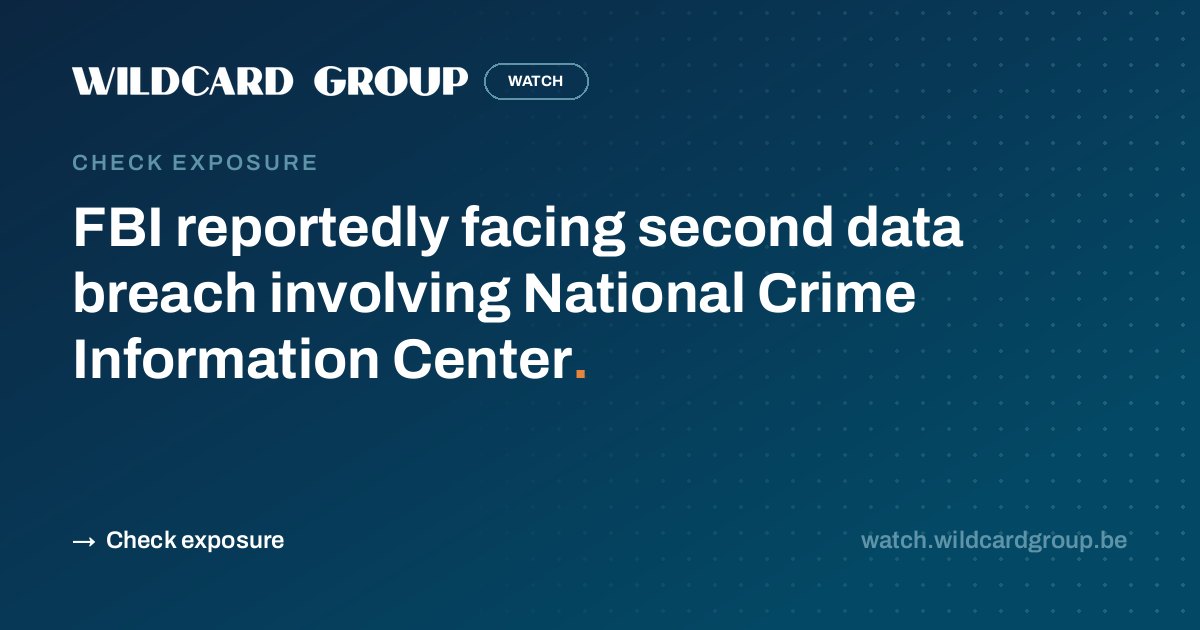 WILDCARD GROUP WATCH
CHECK EXPOSURE
FBI reportedly facing second data
breach involving National Crime
Information Center.
→ Check exposure
watch.wildcardgroup.be